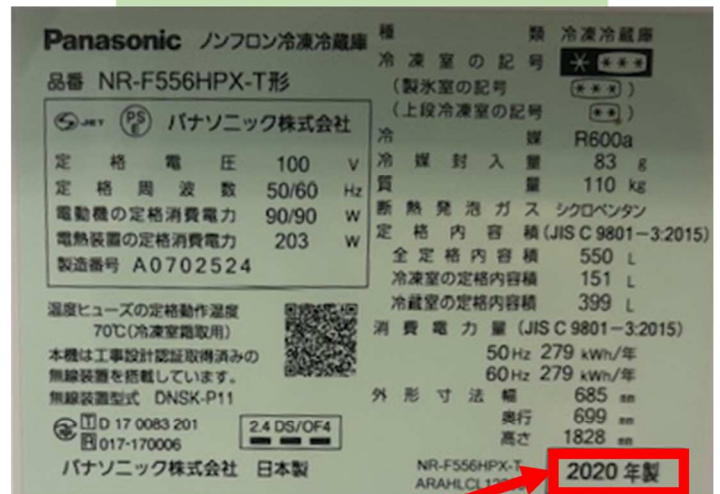 Panasonic ノンフロン冷凍冷蔵庫
品番 NR-F556HPX-T形
JET PSE パナソニック株式会社
定格電圧 100 V
定格周波数 50/60 Hz
電動機の定格消費電力 90/90 W
電熱装置の定格消費電力 203 W
製造番号 A0702524
温度ヒューズの定格動作温度
70℃(冷凍室霜取用)
本機は工事設計認証取得済みの
無線装置を搭載しています。
無線装置型式 DNSK-P11
T D 17 0083 201
R 017-170006
2.4 DS/OF4
パナソニック株式会社 日本製
種類 冷凍冷蔵庫
冷凍室の記号 * ***
(製氷室の記号 *** )
(上段冷凍室の記号 ** )
冷媒 R600a
冷媒封入量 83 g
質量 110 kg
断熱発泡ガス シクロペンタン
定格内容積(JIS C 9801-3:2015)
全定格内容積 550 L
冷凍室の定格内容積 151 L
冷蔵室の定格内容積 399 L
消費電力量(JIS C 9801-3:2015)
50Hz 279 kWh/年
60Hz 279 kWh/年
外形寸法 幅 685 mm
奥行 699 mm
高さ 1828 mm
NR-F556HPX-T
2020 年製